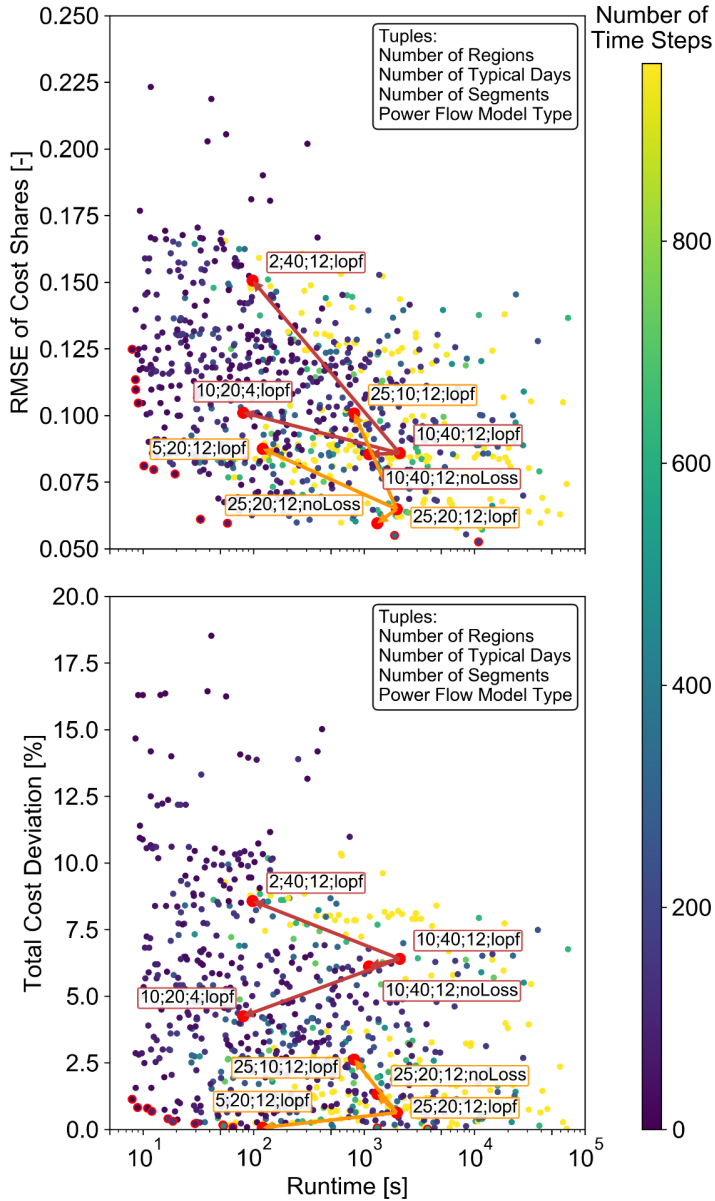 Number of
Time Steps
0.250
0.225
0.200
0.175
0.150
0.125
0.100
0.075
0.050
RMSE of Cost Shares [-]
Tuples:
Number of Regions
Number of Typical Days
Number of Segments
Power Flow Model Type
2;40;12;lopf
10;20;4;lopf
25;10;12;lopf
5;20;12;lopf
10;40;12;lopf
10;40;12;noLoss
25;20;12;noLoss
25;20;12;lopf
800
600
400
200
0
20.0
17.5
15.0
12.5
10.0
7.5
5.0
2.5
0.0
Total Cost Deviation [%]
Tuples:
Number of Regions
Number of Typical Days
Number of Segments
Power Flow Model Type
2;40;12;lopf
10;40;12;lopf
10;20;4;lopf
10;40;12;noLoss
25;10;12;lopf
25;20;12;noLoss
5;20;12;lopf
25;20;12;lopf
10¹ 10² 10³ 10⁴ 10⁵
Runtime [s]